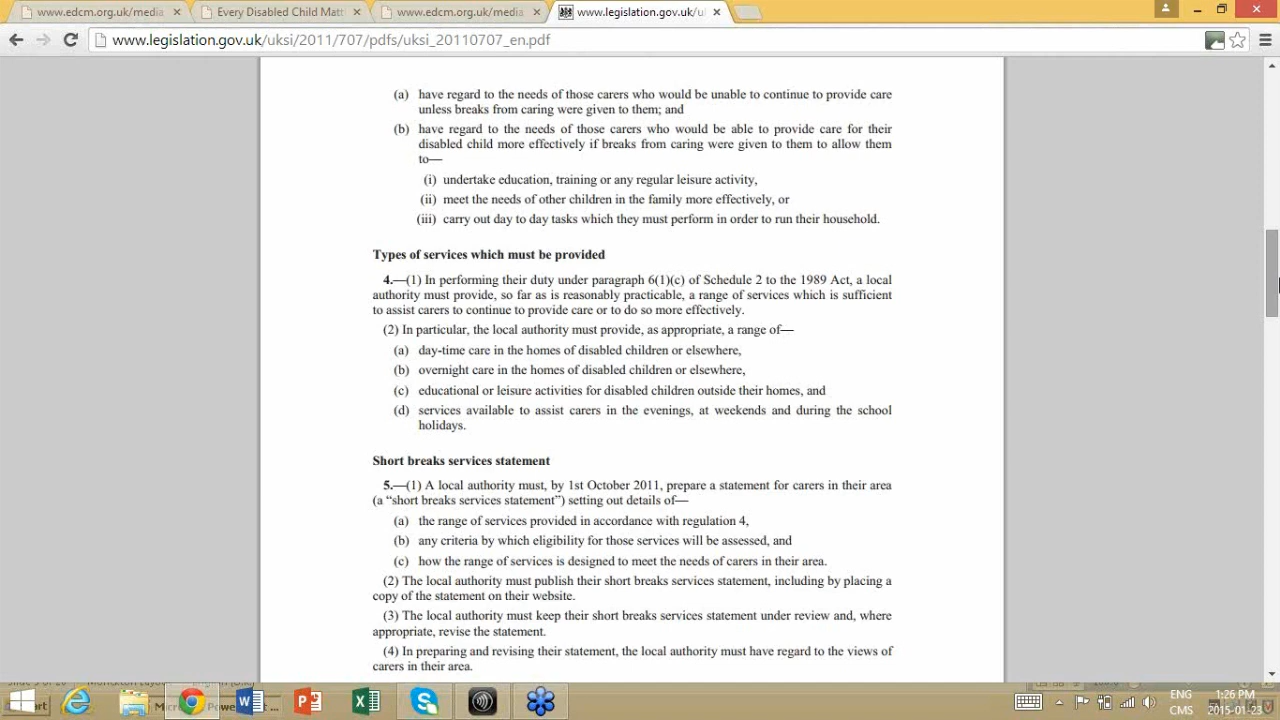 www.edcm.org.uk/media
Every Disabled Child Matt
www.edcm.org.uk/media
www.legislation.gov.uk/u
www.legislation.gov.uk/uksi/2011/707/pdfs/uksi_20110707_en.pdf
(a) have regard to the needs of those carers who would be unable to continue to provide care
unless breaks from caring were given to them; and
(b) have regard to the needs of those carers who would be able to provide care for their
disabled child more effectively if breaks from caring were given to them to allow them
to—
(i) undertake education, training or any regular leisure activity,
(ii) meet the needs of other children in the family more effectively, or
(iii) carry out day to day tasks which they must perform in order to run their household.
Types of services which must be provided
4.—(1) In performing their duty under paragraph 6(1)(c) of Schedule 2 to the 1989 Act, a local
authority must provide, so far as is reasonably practicable, a range of services which is sufficient
to assist carers to continue to provide care or to do so more effectively.
(2) In particular, the local authority must provide, as appropriate, a range of—
(a) day-time care in the homes of disabled children or elsewhere,
(b) overnight care in the homes of disabled children or elsewhere,
(c) educational or leisure activities for disabled children outside their homes, and
(d) services available to assist carers in the evenings, at weekends and during the school
holidays.
Short breaks services statement
5.—(1) A local authority must, by 1st October 2011, prepare a statement for carers in their area
(a “short breaks services statement”) setting out details of—
(a) the range of services provided in accordance with regulation 4,
(b) any criteria by which eligibility for those services will be assessed, and
(c) how the range of services is designed to meet the needs of carers in their area.
(2) The local authority must publish their short breaks services statement, including by placing a
copy of the statement on their website.
(3) The local authority must keep their short breaks services statement under review and, where
appropriate, revise the statement.
(4) In preparing and revising their statement, the local authority must have regard to the views of
carers in their area.
ENG
CMS
1:26 PM
2015-01-23